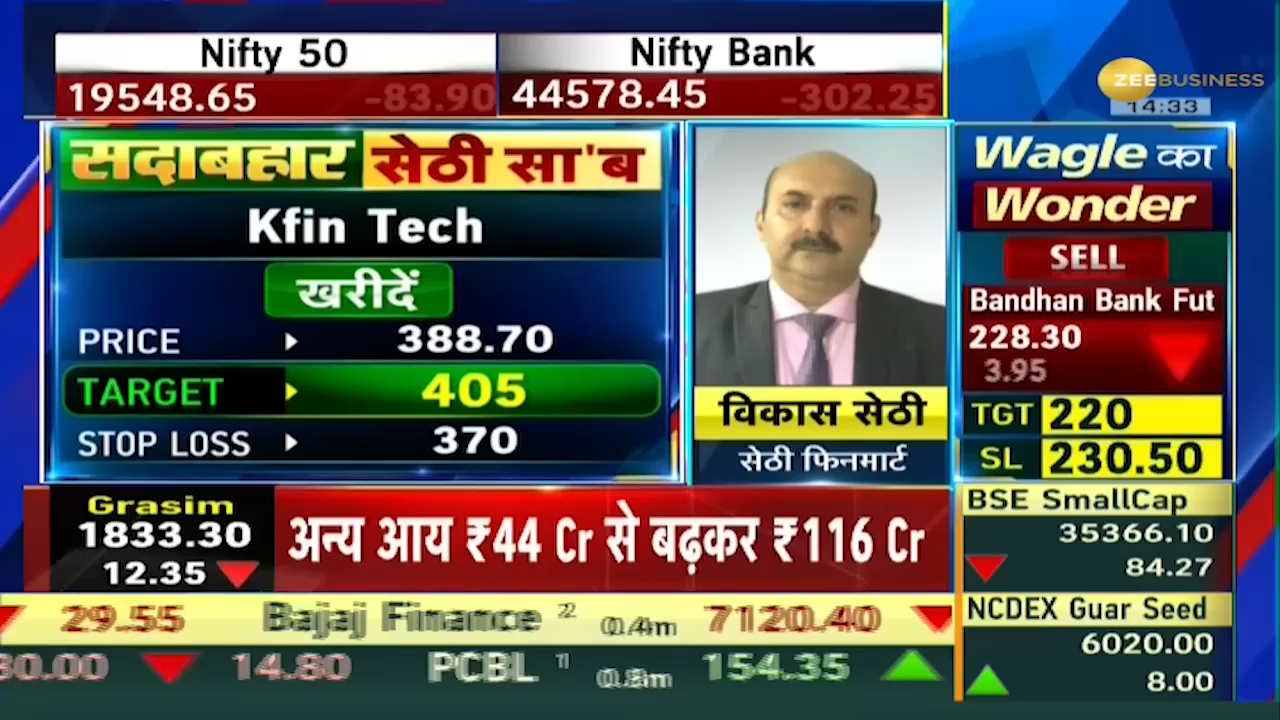 Nifty 50
19548.65 -83.90
Nifty Bank
44578.45 -302.25
ZEEBUSINESS
14:33
सदाबहार सेठी सा'ब
Kfin Tech
खरीदें
PRICE 388.70
TARGET 405
STOP LOSS 370
विकास सेठी
सेठी फिनमार्ट
Wagle का
Wonder
SELL
Bandhan Bank Fut
228.30
3.95
TGT 220
SL 230.50
Grasim
1833.30
12.35
अन्य आय ₹44 Cr से बढ़कर ₹116 Cr
BSE SmallCap
35366.10
84.27
NCDEX Guar Seed
6020.00
8.00
29.55 Bajaj Finance 7120.40
30.00 14.80 PCBL 154.35